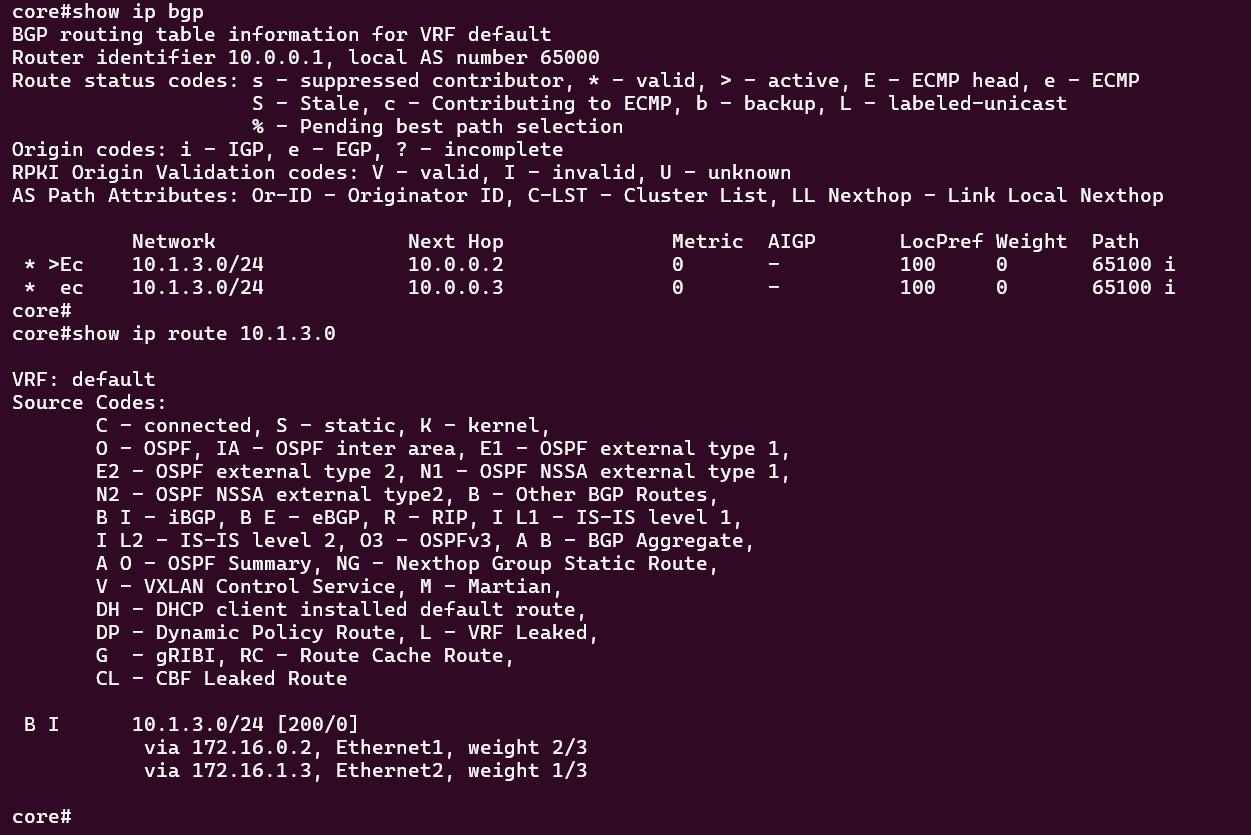 core#show ip bgp
BGP routing table information for VRF default
Router identifier 10.0.0.1, local AS number 65000
Route status codes: s - suppressed contributor, * - valid, > - active, E - ECMP head, e - ECMP
                    S - Stale, c - Contributing to ECMP, b - backup, L - labeled-unicast
                    % - Pending best path selection
Origin codes: i - IGP, e - EGP, ? - incomplete
RPKI Origin Validation codes: V - valid, I - invalid, U - unknown
AS Path Attributes: Or-ID - Originator ID, C-LST - Cluster List, LL Nexthop - Link Local Nexthop

          Network                Next Hop              Metric  AIGP       LocPref Weight  Path
 * >Ec    10.1.3.0/24            10.0.0.2              0       -          100     0       65100 i
 *  ec    10.1.3.0/24            10.0.0.3              0       -          100     0       65100 i
core#
core#show ip route 10.1.3.0

VRF: default
Source Codes:
       C - connected, S - static, K - kernel,
       O - OSPF, IA - OSPF inter area, E1 - OSPF external type 1,
       E2 - OSPF external type 2, N1 - OSPF NSSA external type 1,
       N2 - OSPF NSSA external type2, B - Other BGP Routes,
       B I - iBGP, B E - eBGP, R - RIP, I L1 - IS-IS level 1,
       I L2 - IS-IS level 2, O3 - OSPFv3, A B - BGP Aggregate,
       A O - OSPF Summary, NG - Nexthop Group Static Route,
       V - VXLAN Control Service, M - Martian,
       DH - DHCP client installed default route,
       DP - Dynamic Policy Route, L - VRF Leaked,
       G  - gRIBI, RC - Route Cache Route,
       CL - CBF Leaked Route

 B I      10.1.3.0/24 [200/0]
           via 172.16.0.2, Ethernet1, weight 2/3
           via 172.16.1.3, Ethernet2, weight 1/3

core#